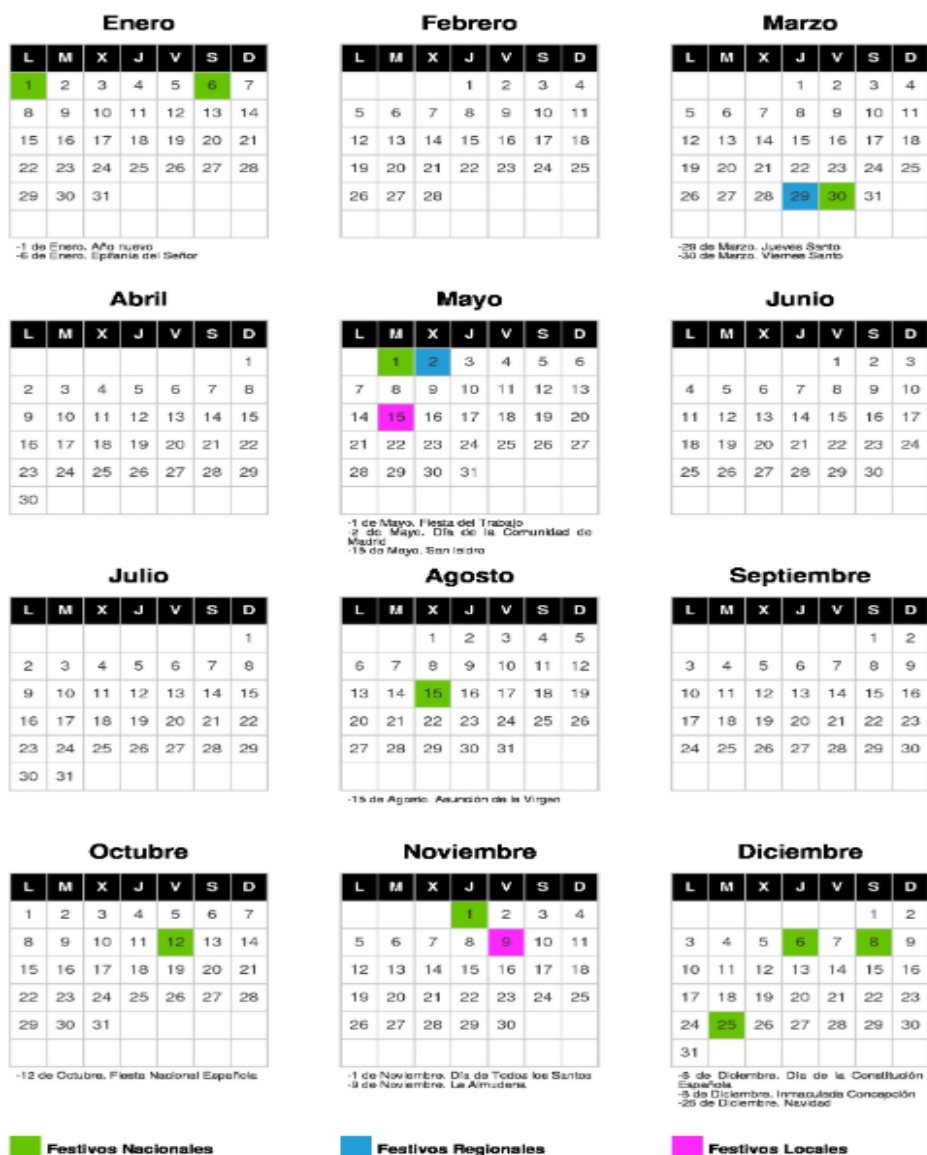 Enero Febrero Marzo
L M X J V S D L M X J V S D L M X J V S D
1 2 3 4 5 6 7 1 2 3 4 1 2 3 4
8 9 10 11 12 13 14 5 6 7 8 9 10 11 5 6 7 8 9 10 11
15 16 17 18 19 20 21 12 13 14 15 16 17 18 12 13 14 15 16 17 18
22 23 24 25 26 27 28 19 20 21 22 23 24 25 19 20 21 22 23 24 25
29 30 31 26 27 28 26 27 28 29 30 31
-1 de Enero. Año nuevo -29 de Marzo. Jueves Santo
-6 de Enero. Epifanía del Señor -30 de Marzo. Viernes Santo
Abril Mayo Junio
L M X J V S D L M X J V S D L M X J V S D
1 1 2 3 4 5 6 1 2 3
2 3 4 5 6 7 8 7 8 9 10 11 12 13 4 5 6 7 8 9 10
9 10 11 12 13 14 15 14 15 16 17 18 19 20 11 12 13 14 15 16 17
16 17 18 19 20 21 22 21 22 23 24 25 26 27 18 19 20 21 22 23 24
23 24 25 26 27 28 29 28 29 30 31 25 26 27 28 29 30
30
-1 de Mayo. Fiesta del Trabajo
-2 de Mayo. Día de la Comunidad de
Madrid
-15 de Mayo. San Isidro
Julio Agosto Septiembre
L M X J V S D L M X J V S D L M X J V S D
1 1 2 3 4 5 1 2
2 3 4 5 6 7 8 6 7 8 9 10 11 12 3 4 5 6 7 8 9
9 10 11 12 13 14 15 13 14 15 16 17 18 19 10 11 12 13 14 15 16
16 17 18 19 20 21 22 20 21 22 23 24 25 26 17 18 19 20 21 22 23
23 24 25 26 27 28 29 27 28 29 30 31 24 25 26 27 28 29 30
30 31
-15 de Agosto. Asunción de la Virgen
Octubre Noviembre Diciembre
L M X J V S D L M X J V S D L M X J V S D
1 2 3 4 5 6 7 1 2 3 4 1 2
8 9 10 11 12 13 14 5 6 7 8 9 10 11 3 4 5 6 7 8 9
15 16 17 18 19 20 21 12 13 14 15 16 17 18 10 11 12 13 14 15 16
22 23 24 25 26 27 28 19 20 21 22 23 24 25 17 18 19 20 21 22 23
29 30 31 26 27 28 29 30 24 25 26 27 28 29 30
31
-12 de Octubre. Fiesta Nacional Española -1 de Noviembre. Día de Todos los Santos -6 de Diciembre. Día de la Constitución
-9 de Noviembre. La Almudena Española
-8 de Diciembre. Inmaculada Concepción
-25 de Diciembre. Navidad
Festivos Nacionales Festivos Regionales Festivos Locales